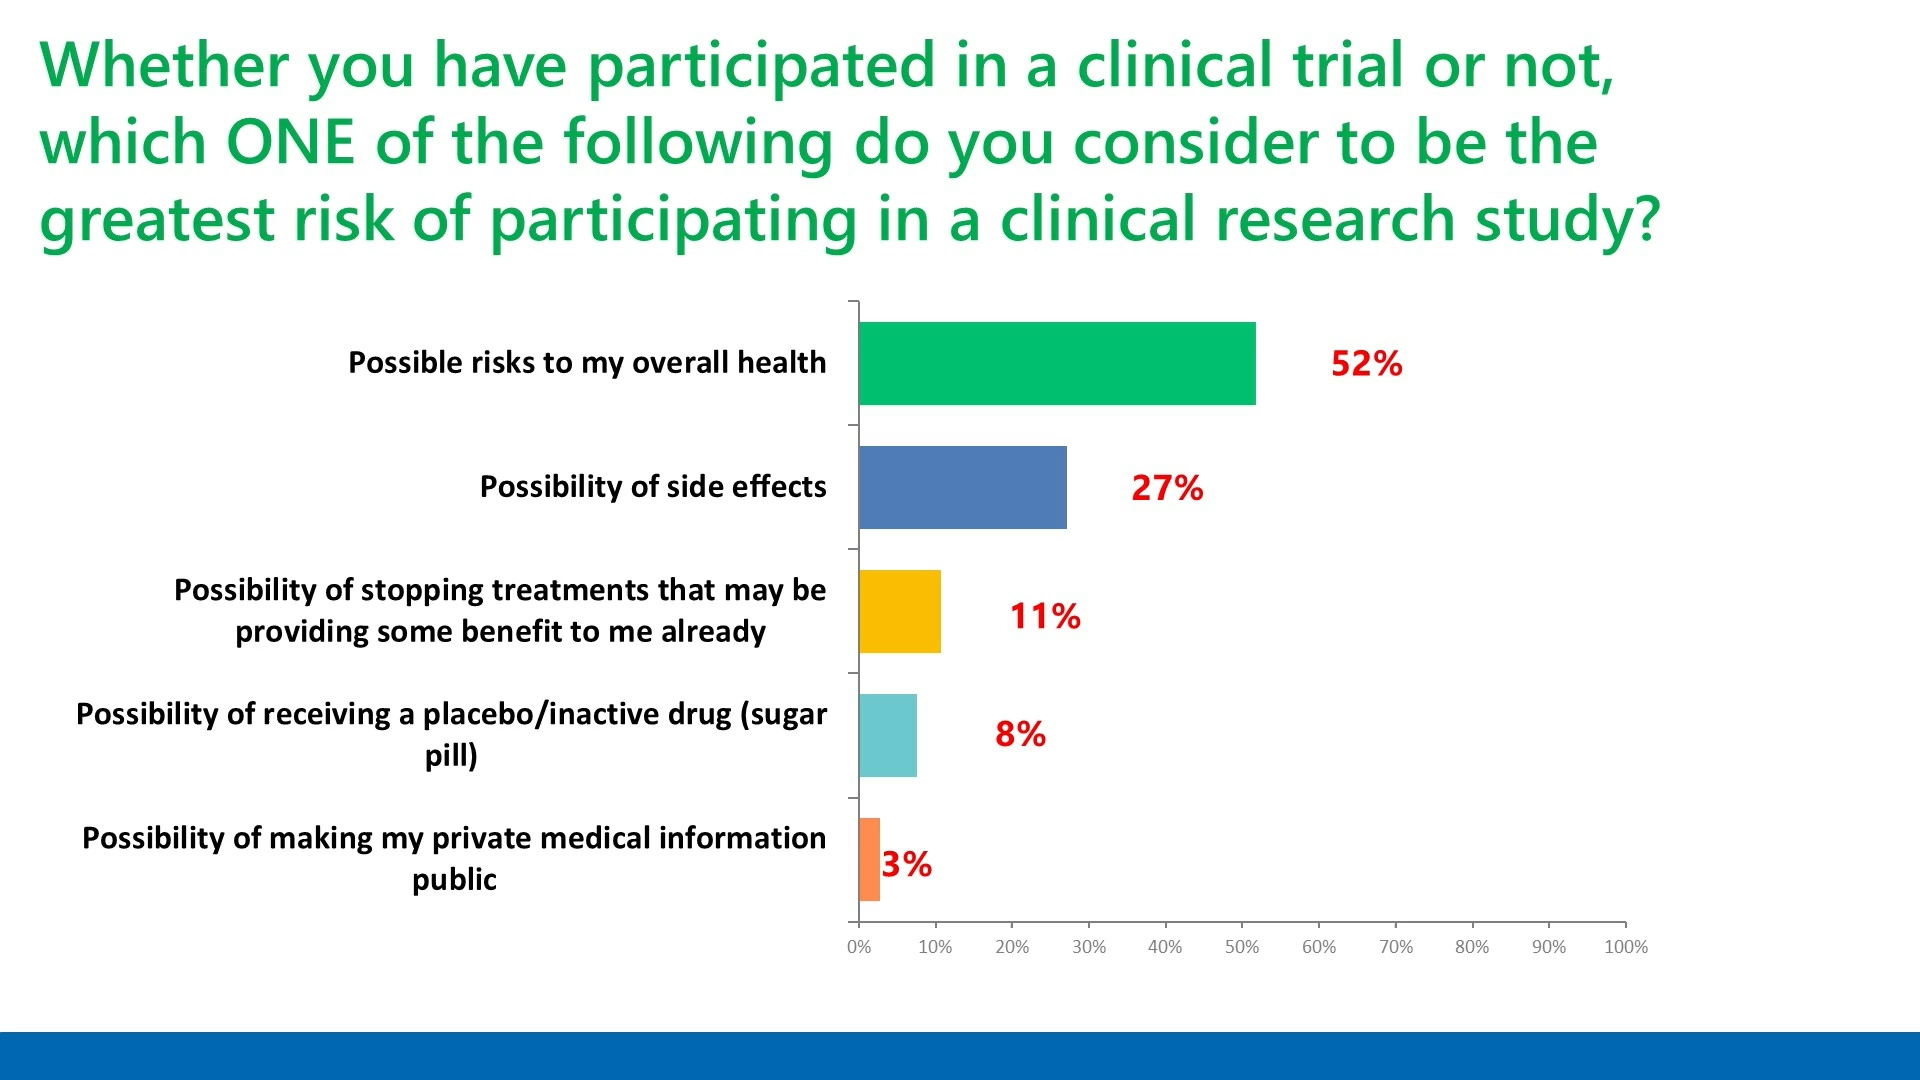 Whether you have participated in a clinical trial or not,
which ONE of the following do you consider to be the
greatest risk of participating in a clinical research study?
Possible risks to my overall health
52%
Possibility of side effects
27%
Possibility of stopping treatments that may be
providing some benefit to me already
11%
Possibility of receiving a placebo/inactive drug (sugar
pill)
8%
Possibility of making my private medical information
public
3%
0% 10% 20% 30% 40% 50% 60% 70% 80% 90% 100%